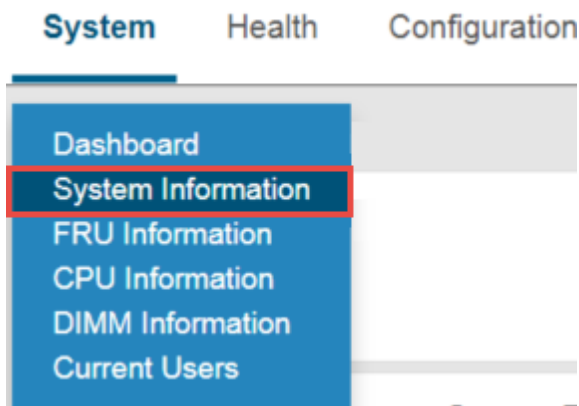 System Health Configuration
Dashboard
System Information
FRU Information
CPU Information
DIMM Information
Current Users